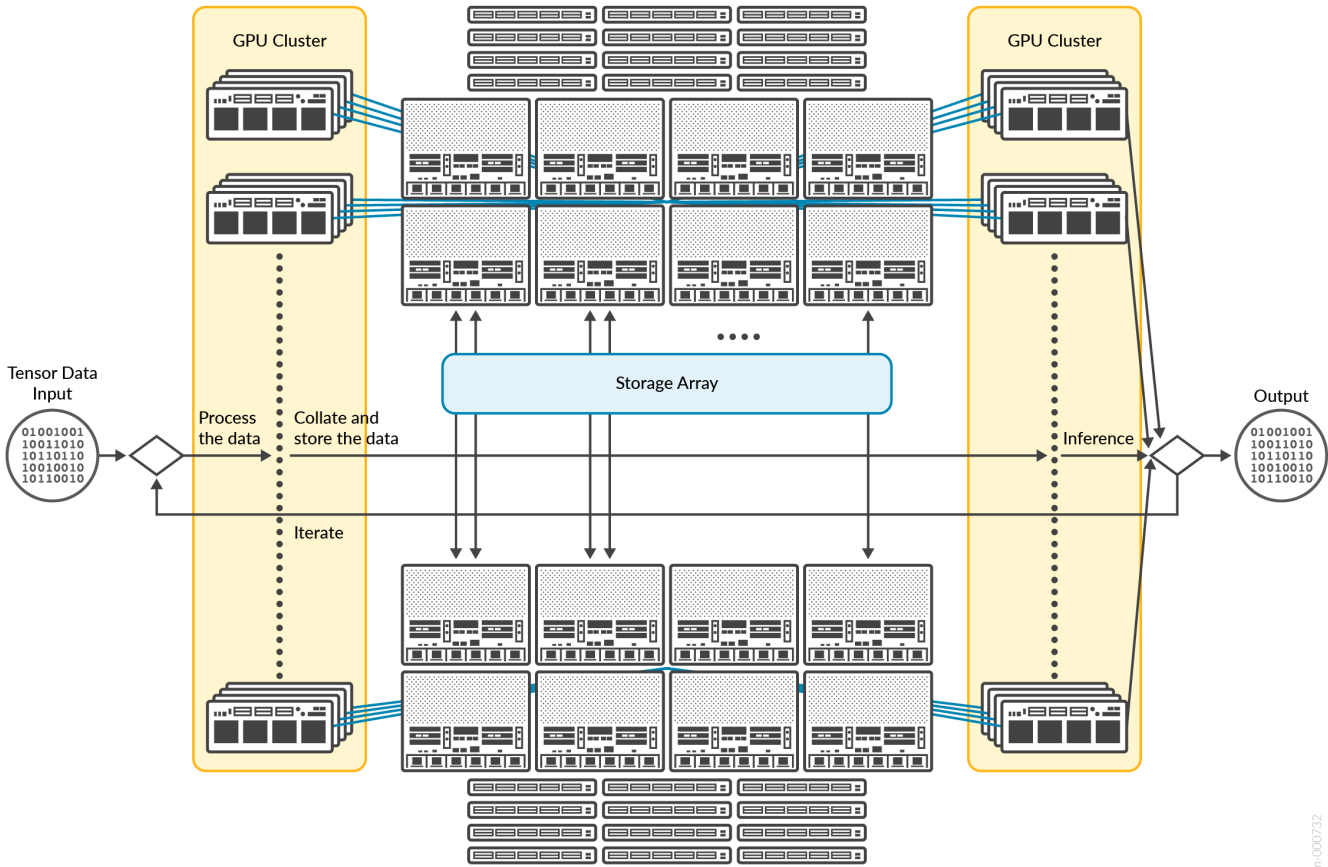 GPU Cluster
GPU Cluster
Tensor Data
Input
01001001
10011010
10110110
10010010
10110010
Process
the data
Collate and
store the data
Storage Array
Iterate
Inference
Output
01001001
10011010
10110110
10010010
10110010
n-000732